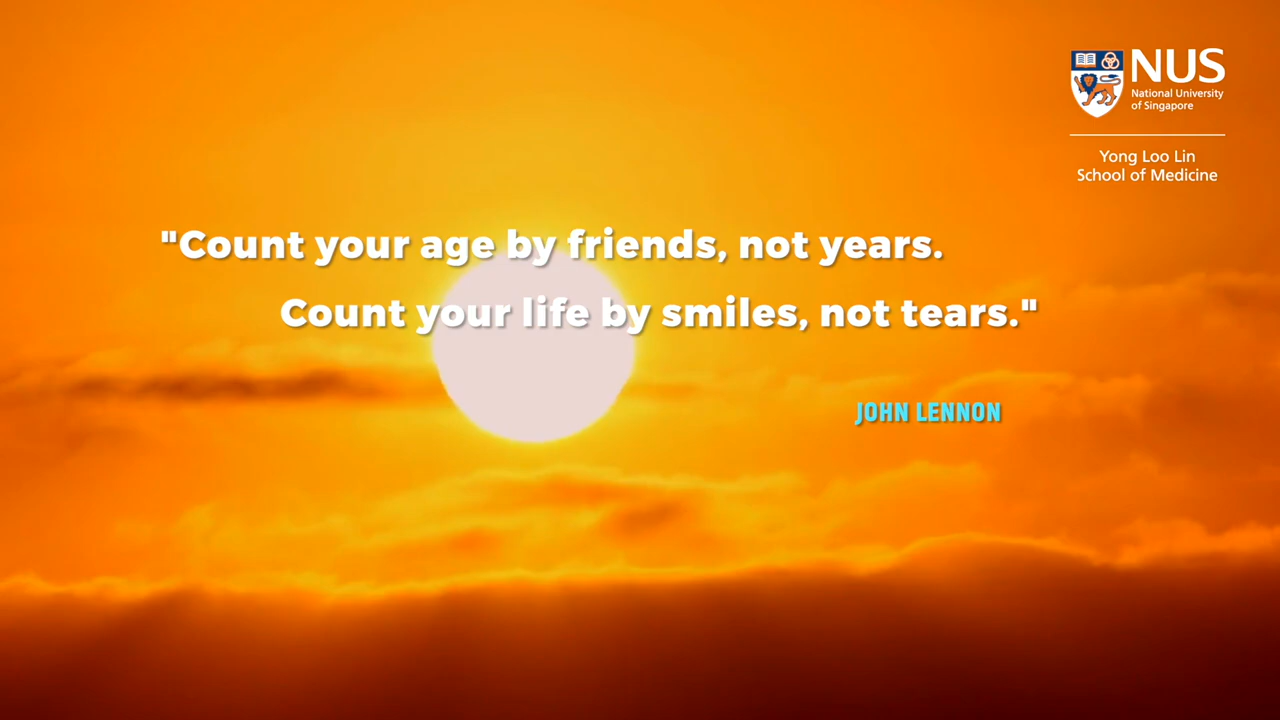 NUS
National University
of Singapore
Yong Loo Lin
School of Medicine
"Count your age by friends, not years.
Count your life by smiles, not tears."
JOHN LENNON